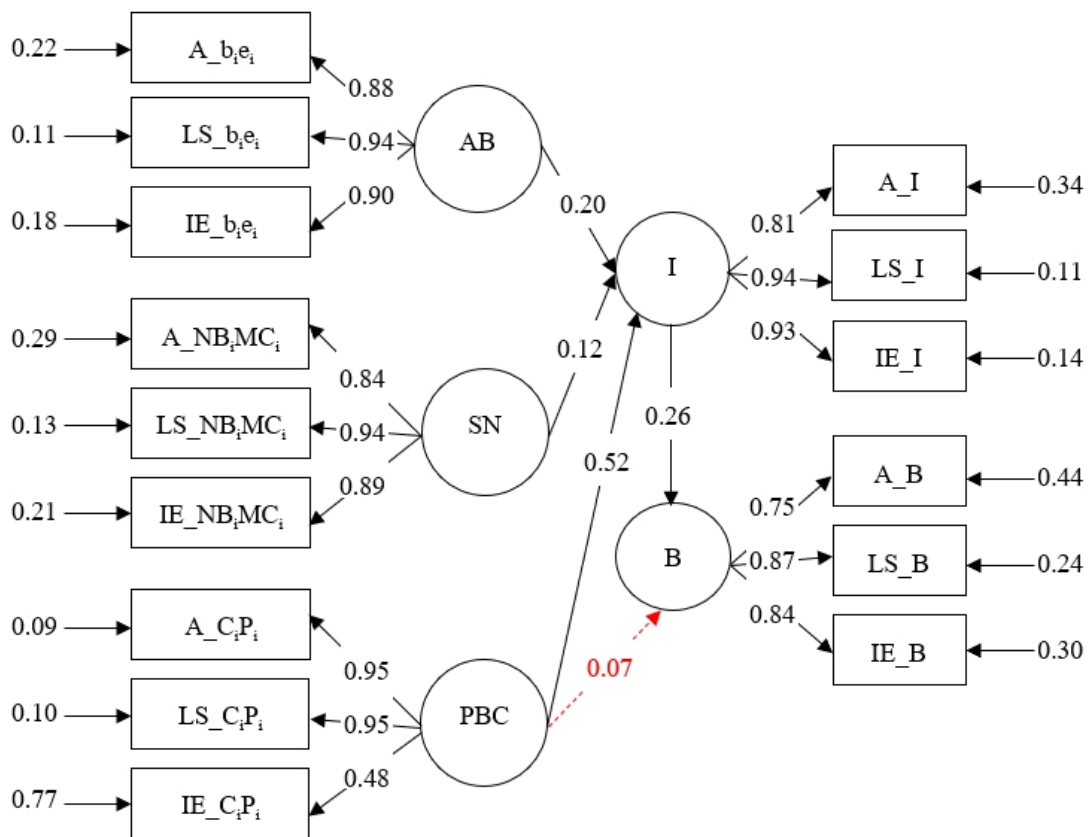 0.22 A_bᵢeᵢ 0.88
0.11 LS_bᵢeᵢ 0.94 AB
0.18 IE_bᵢeᵢ 0.90
0.20
0.29 A_NBᵢMCᵢ 0.84
0.13 LS_NBᵢMCᵢ 0.94 SN
0.21 IE_NBᵢMCᵢ 0.89
0.12
0.09 A_CᵢPᵢ 0.95
0.10 LS_CᵢPᵢ 0.95 PBC
0.77 IE_CᵢPᵢ 0.48
0.52
0.07
I
0.26
B
0.81 A_I 0.34
0.94 LS_I 0.11
0.93 IE_I 0.14
0.75 A_B 0.44
0.87 LS_B 0.24
0.84 IE_B 0.30